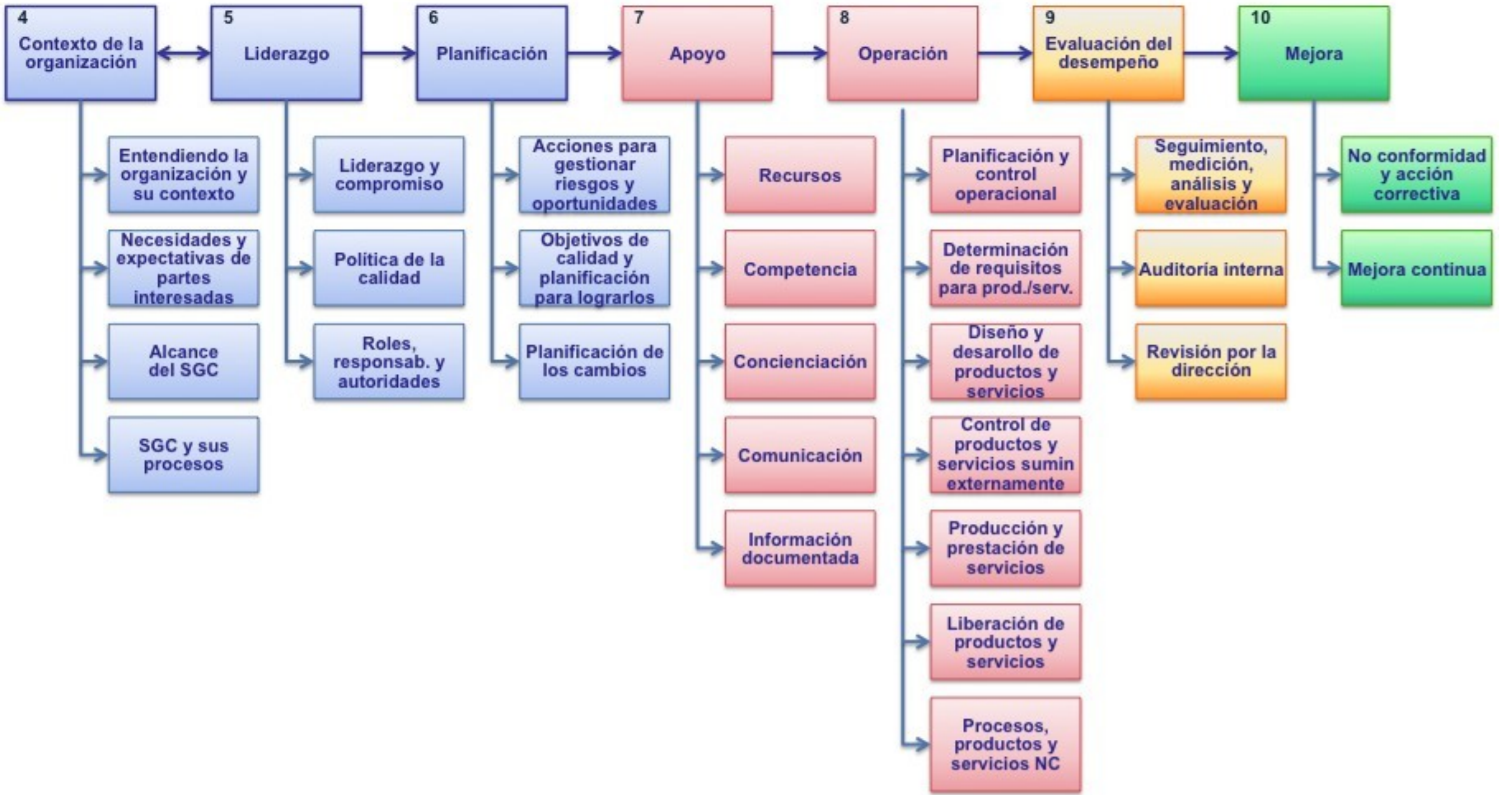 4
Contexto de la
organización
5
Liderazgo
6
Planificación
7
Apoyo
8
Operación
9
Evaluación del
desempeño
10
Mejora
Entendiendo la
organización y
su contexto
Necesidades y
expectativas de
partes
interesadas
Alcance
del SGC
SGC y sus
procesos
Liderazgo y
compromiso
Política de la
calidad
Roles,
responsab. y
autoridades
Acciones para
gestionar
riesgos y
oportunidades
Objetivos de
calidad y
planificación
para lograrlos
Planificación de
los cambios
Recursos
Competencia
Concienciación
Comunicación
Información
documentada
Planificación y
control
operacional
Determinación
de requisitos
para prod./serv.
Diseño y
desarollo de
productos y
servicios
Control de
productos y
servicios sumin
externamente
Producción y
prestación de
servicios
Liberación de
productos y
servicios
Procesos,
productos y
servicios NC
Seguimiento,
medición,
análisis y
evaluación
Auditoría interna
Revisión por la
dirección
No conformidad
y acción
correctiva
Mejora continua